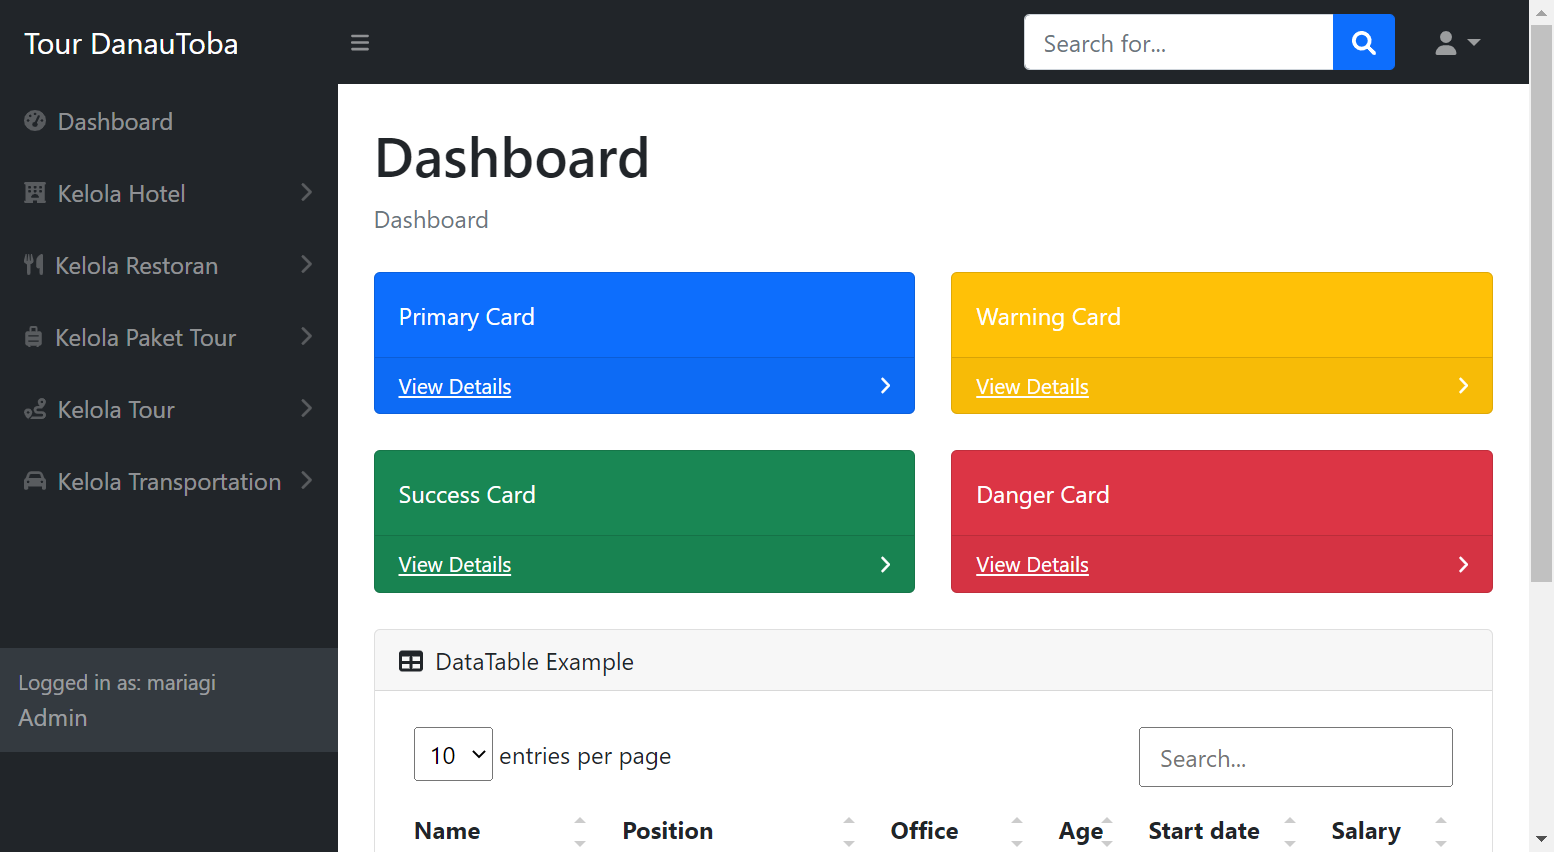 Tour DanauToba
Search for...
Dashboard
Kelola Hotel
Kelola Restoran
Kelola Paket Tour
Kelola Tour
Kelola Transportation
Logged in as: mariagi
Admin
Dashboard
Dashboard
Primary Card
View Details
Warning Card
View Details
Success Card
View Details
Danger Card
View Details
DataTable Example
10 entries per page
Search...
Name Position Office Age Start date Salary